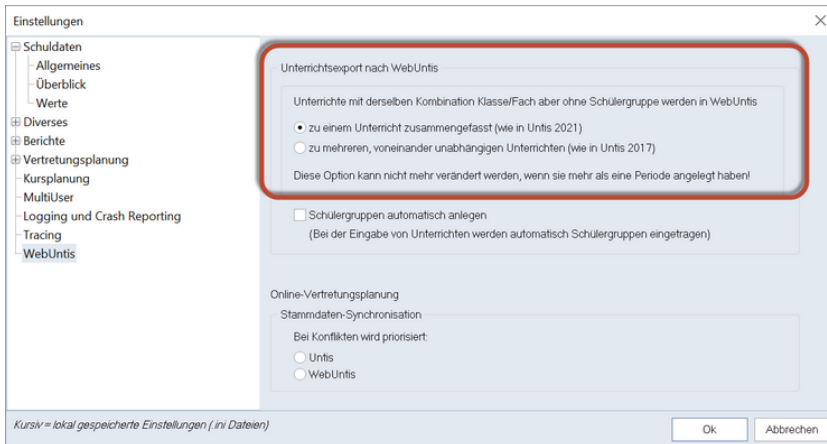 Einstellungen
Schuldaten
Allgemeines
Überblick
Werte
Diverses
Berichte
Vertretungsplanung
Kursplanung
MultiUser
Logging und Crash Reporting
Tracing
WebUntis
Unterrichtsexport nach WebUntis
Unterrichte mit derselben Kombination Klasse/Fach aber ohne Schülergruppe werden in WebUntis
zu einem Unterricht zusammengefasst (wie in Untis 2021)
zu mehreren, voneinander unabhängigen Unterrichten (wie in Untis 2017)
Diese Option kann nicht mehr verändert werden, wenn sie mehr als eine Periode angelegt haben!
Schülergruppen automatisch anlegen
(Bei der Eingabe von Unterrichten werden automatisch Schülergruppen eingetragen)
Online-Vertretungsplanung
Stammdaten-Synchronisation
Bei Konflikten wird priorisiert:
Untis
WebUntis
Kursiv = lokal gespeicherte Einstellungen (.ini Dateien)
Ok
Abbrechen